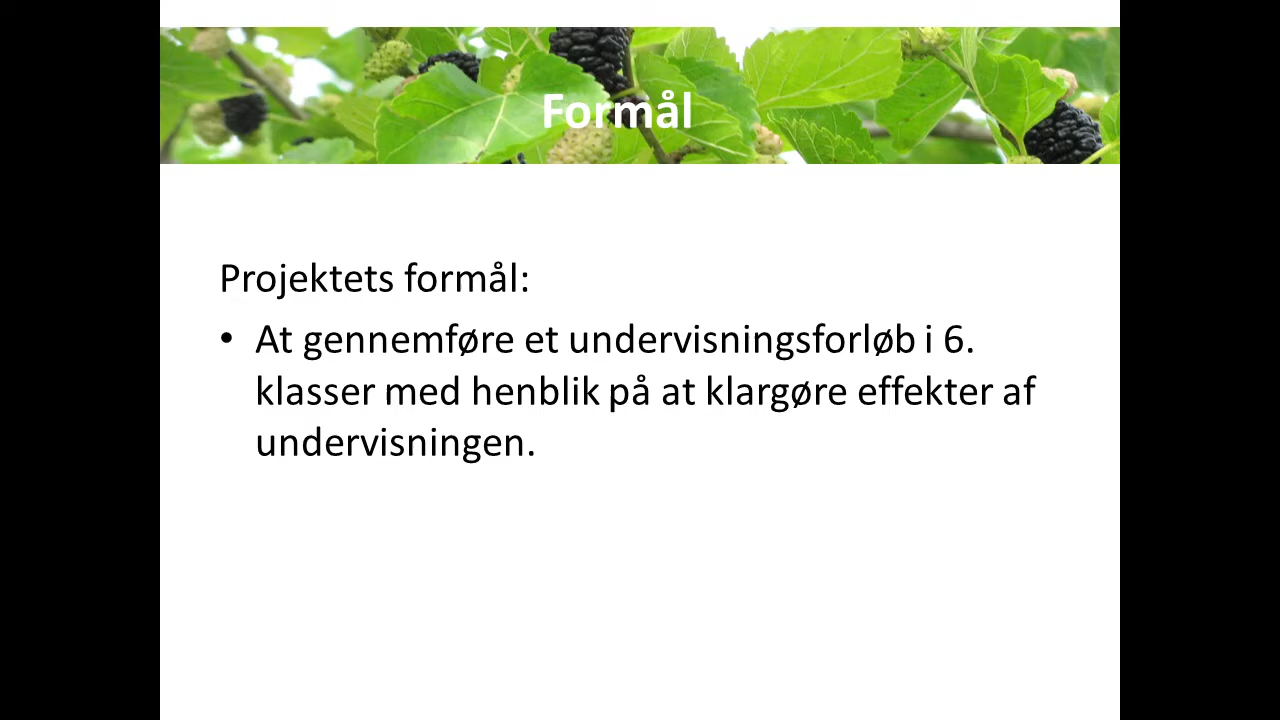 Formål
Projektets formål:
• At gennemføre et undervisningsforløb i 6.
klasser med henblik på at klargøre effekter af
undervisningen.